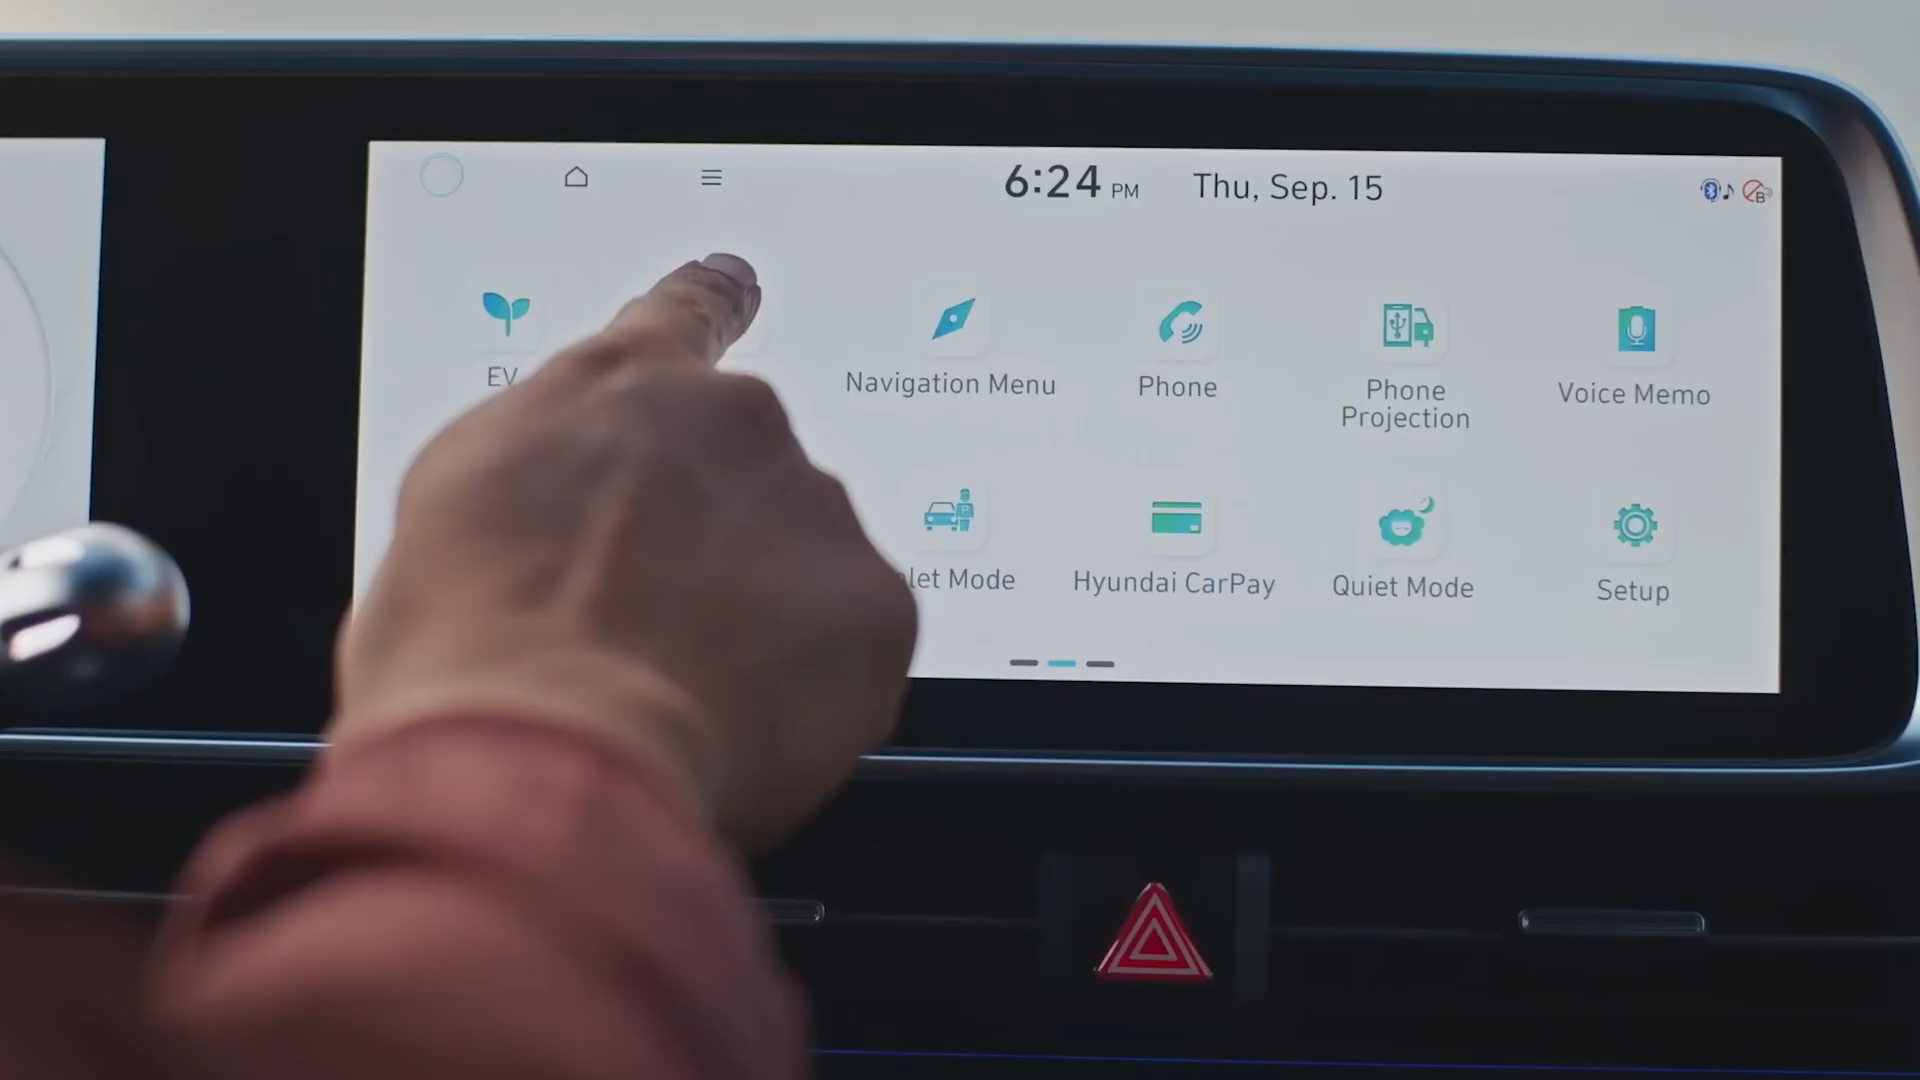 6:24 PM Thu, Sep. 15
EV
Navigation Menu
Phone
Phone
Projection
Voice Memo
let Mode
Hyundai CarPay
Quiet Mode
Setup